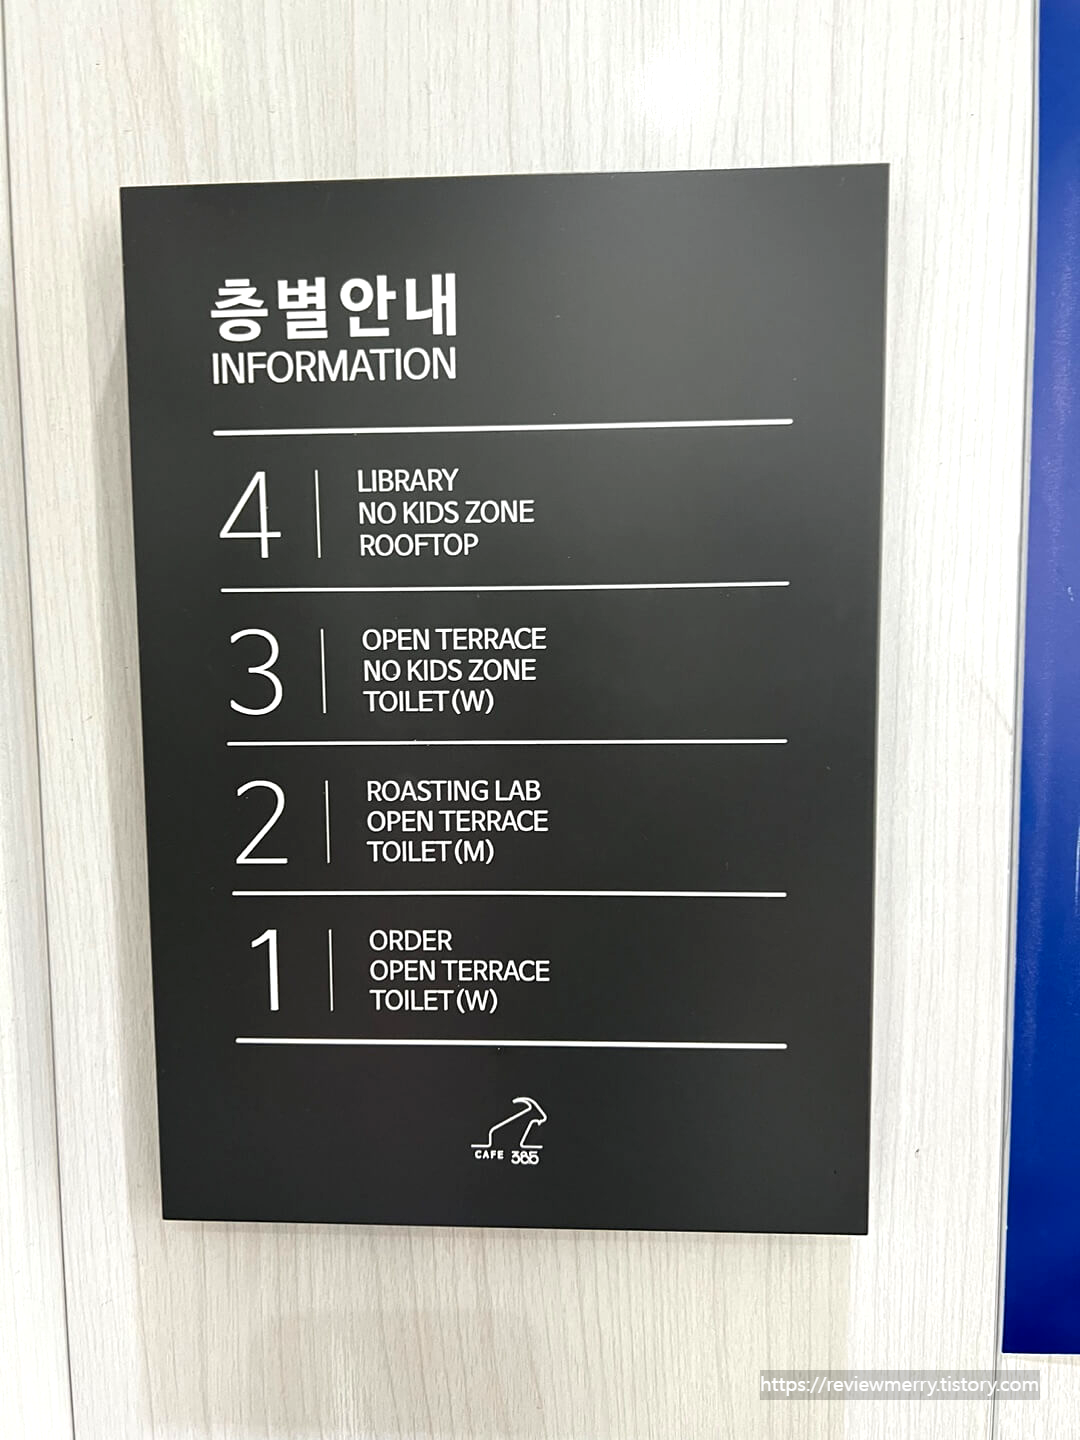 층별안내
INFORMATION
4
LIBRARY
NO KIDS ZONE
ROOFTOP
3
OPEN TERRACE
NO KIDS ZONE
TOILET(W)
2
ROASTING LAB
OPEN TERRACE
TOILET(M)
1
ORDER
OPEN TERRACE
TOILET(W)
CAFE 385
https://reviewmerry.tistory.com